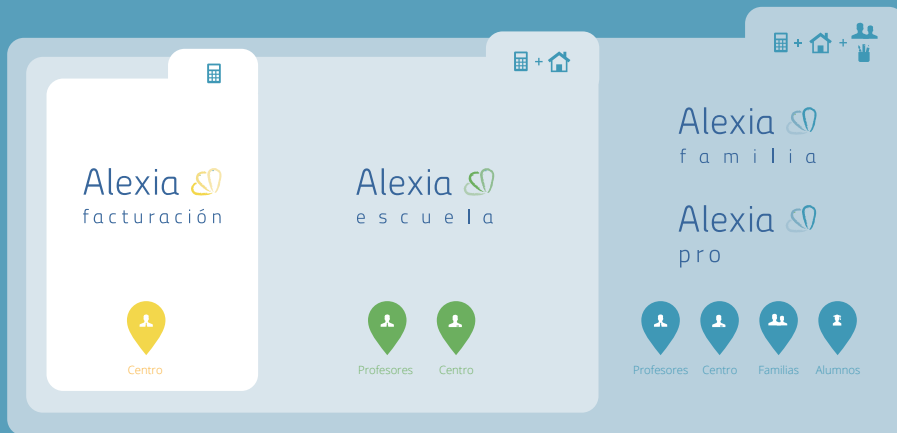 Alexia
facturación
Centro
Alexia
escuela
Profesores Centro
Alexia
familia
Alexia
pro
Profesores Centro Familias Alumnos